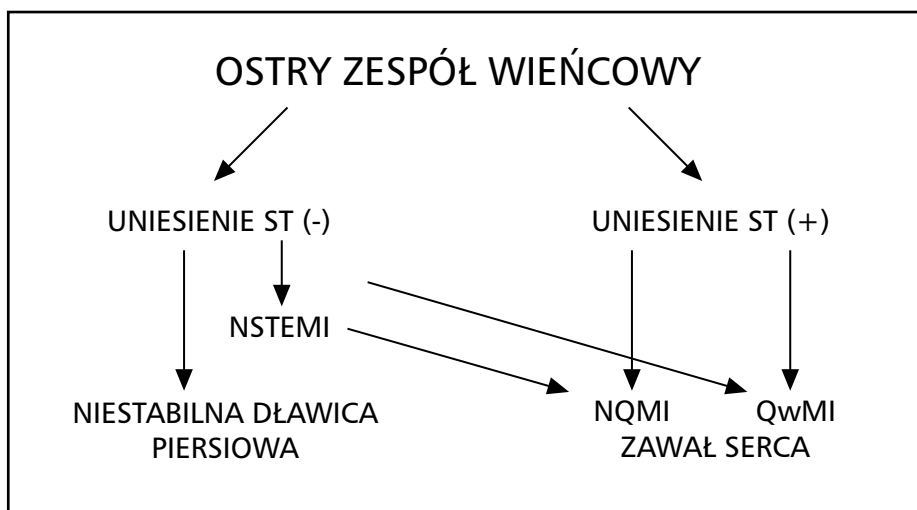 OSTRY ZESPÓŁ WIEŃCOWY
UNIESIENIE ST (-)
UNIESIENIE ST (+)
NSTEMI
NIESTABILNA DŁAWICA
PIERSIOWA
NQMI
QwMI
ZAWAŁ SERCA